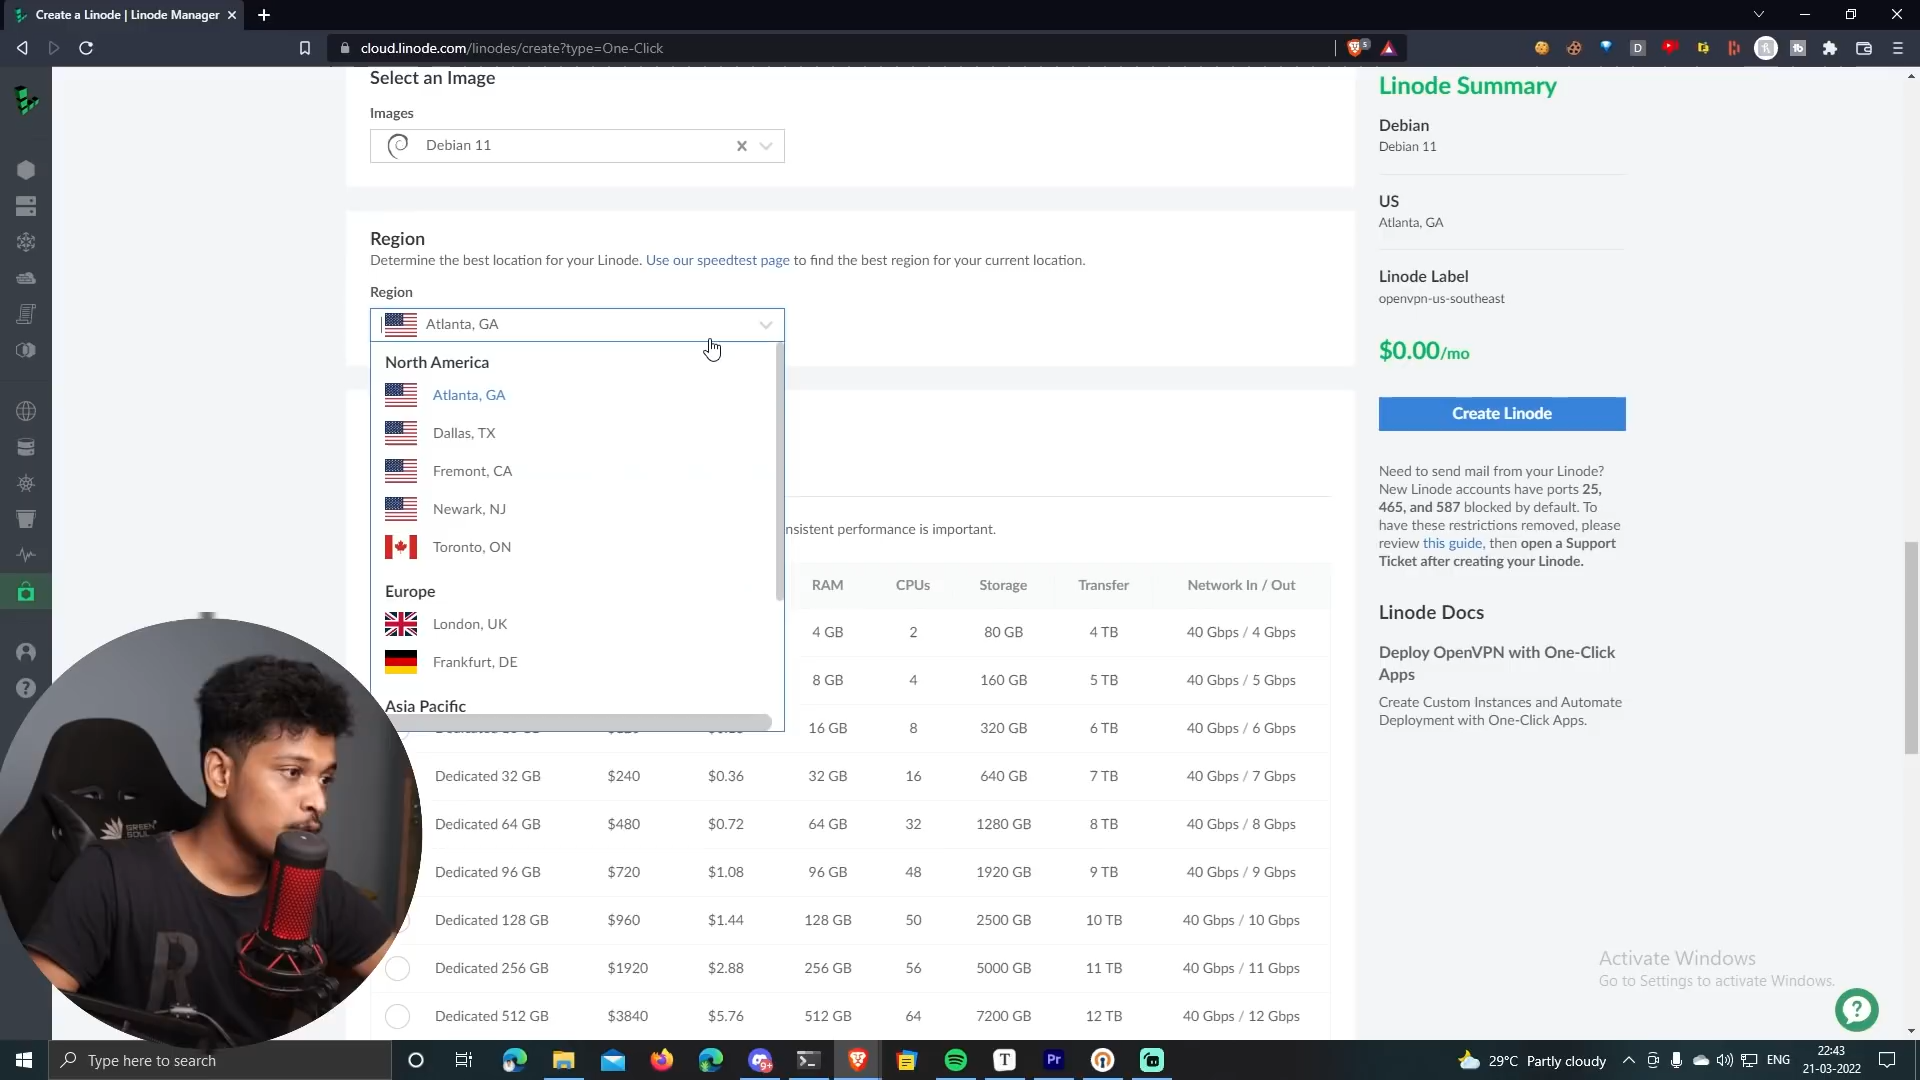 Create a Linode | Linode Manager
cloud.linode.com/linodes/create?type=One-Click
Select an Image
Images
Debian 11
Region
Determine the best location for your Linode. Use our speedtest page to find the best region for your current location.
Region
Atlanta, GA
North America
Atlanta, GA
Dallas, TX
Fremont, CA
Newark, NJ
Toronto, ON
Europe
London, UK
Frankfurt, DE
Asia Pacific
nsistent performance is important.
RAM CPUs Storage Transfer Network In / Out
4 GB 2 80 GB 4 TB 40 Gbps / 4 Gbps
8 GB 4 160 GB 5 TB 40 Gbps / 5 Gbps
16 GB 8 320 GB 6 TB 40 Gbps / 6 Gbps
Dedicated 32 GB $240 $0.36 32 GB 16 640 GB 7 TB 40 Gbps / 7 Gbps
Dedicated 64 GB $480 $0.72 64 GB 32 1280 GB 8 TB 40 Gbps / 8 Gbps
Dedicated 96 GB $720 $1.08 96 GB 48 1920 GB 9 TB 40 Gbps / 9 Gbps
Dedicated 128 GB $960 $1.44 128 GB 50 2500 GB 10 TB 40 Gbps / 10 Gbps
Dedicated 256 GB $1920 $2.88 256 GB 56 5000 GB 11 TB 40 Gbps / 11 Gbps
Dedicated 512 GB $3840 $5.76 512 GB 64 7200 GB 12 TB 40 Gbps / 12 Gbps
Linode Summary
Debian
Debian 11
US
Atlanta, GA
Linode Label
openvpn-us-southeast
$0.00/mo
Create Linode
Need to send mail from your Linode?
New Linode accounts have ports 25,
465, and 587 blocked by default. To
have these restrictions removed, please
review this guide, then open a Support
Ticket after creating your Linode.
Linode Docs
Deploy OpenVPN with One-Click
Apps
Create Custom Instances and Automate
Deployment with One-Click Apps.
Activate Windows
Go to Settings to activate Windows.
GREEN
SOUL
R
Type here to search
29°C Partly cloudy
ENG
22:43
21-03-2022